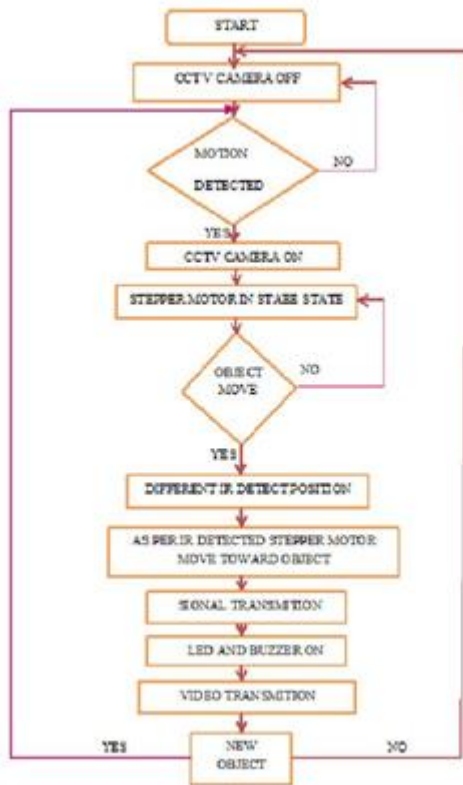 START
CCTV CAMERA OFF
MOTION
NO
DETECTED
YES
CCTV CAMERA ON
STEPPER MOTOR IN STABE STATE
OBJECT
NO
MOVE
YES
DIFFERENT IR DETECT POSITION
AS PER IR DETECTED STEPPER MOTOR
MOVE TOWARD OBJECT
SIGNAL TRANSMITION
LED AND BUZZER ON
VIDEO TRANSMITION
YES
NEW
NO
OBJECT